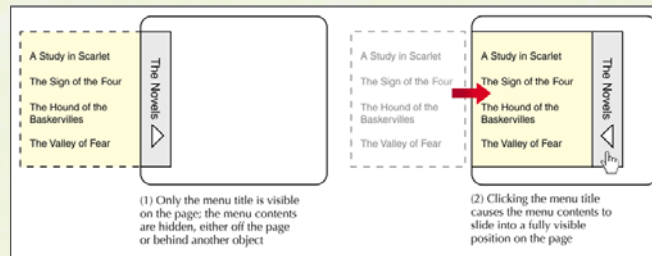 A Study in Scarlet
The Sign of the Four
The Hound of the
Baskervilles
The Valley of Fear
The Novels
(1) Only the menu title is visible
on the page; the menu contents
are hidden, either off the page
or behind another object
A Study in Scarlet
The Sign of the Four
The Hound of the
Baskervilles
The Valley of Fear
A Study in Scarlet
The Sign of the Four
The Hound of the
Baskervilles
The Valley of Fear
The Novels
(2) Clicking the menu title
causes the menu contents to
slide into a fully visible
position on the page